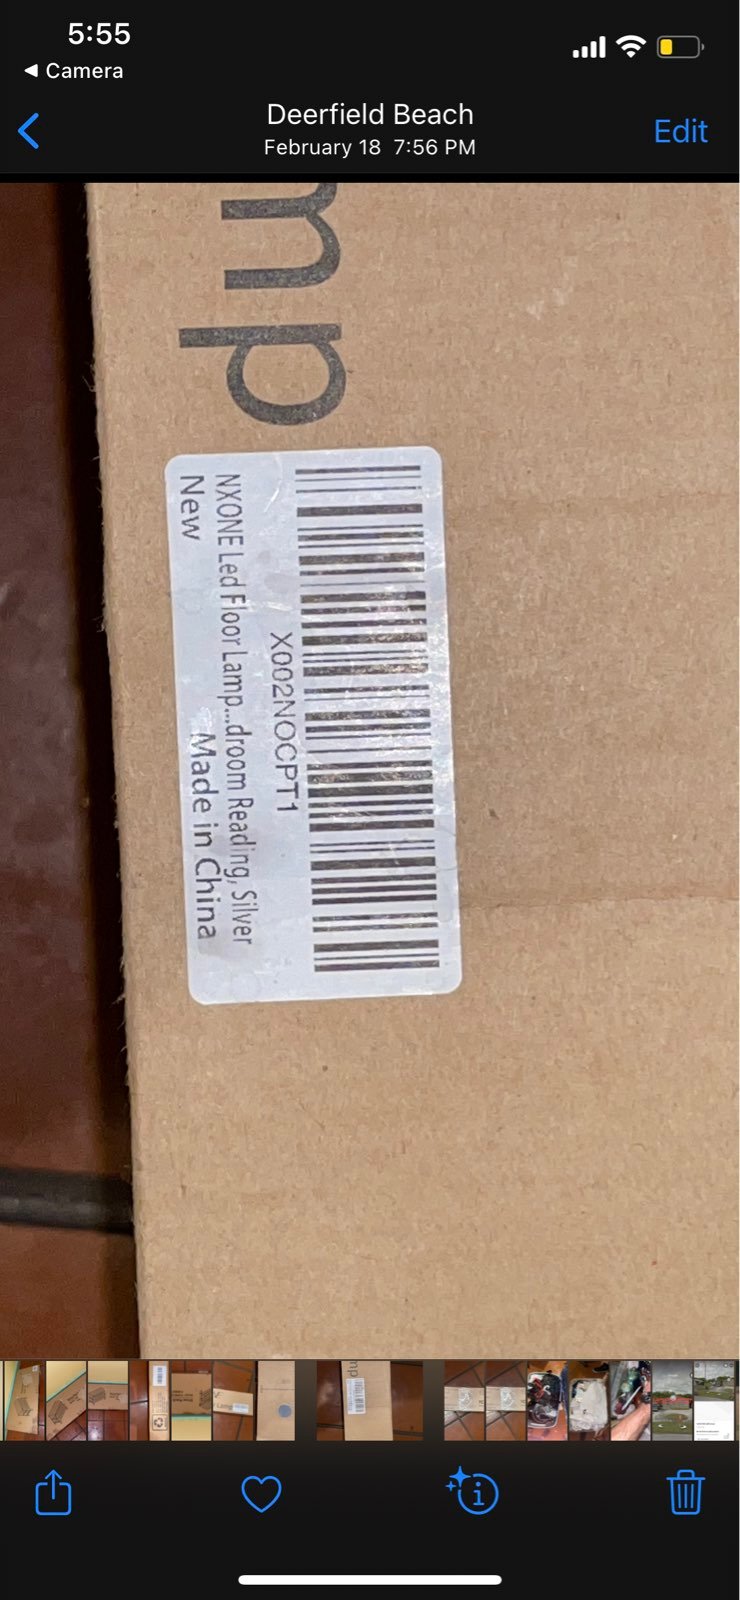 5:55
Camera
Deerfield Beach
February 18 7:56 PM
Edit
mp
X002NOCPT1
NXONE Led Floor Lamp...droom Reading, Silver
New
Made in China